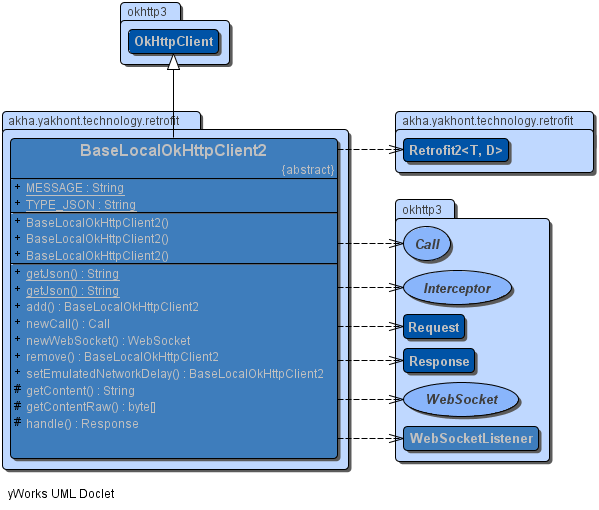 okhttp3
OkHttpClient
akha.yakhont.technology.retrofit
BaseLocalOkHttpClient2
{abstract}
+ MESSAGE : String
+ TYPE_JSON : String
+ BaseLocalOkHttpClient2()
+ BaseLocalOkHttpClient2()
+ BaseLocalOkHttpClient2()
+ getJson() : String
+ getJson() : String
+ add() : BaseLocalOkHttpClient2
+ newCall() : Call
+ newWebSocket() : WebSocket
+ remove() : BaseLocalOkHttpClient2
+ setEmulatedNetworkDelay() : BaseLocalOkHttpClient2
# getContent() : String
# getContentRaw() : byte[]
# handle() : Response
akha.yakhont.technology.retrofit
Retrofit2<T, D>
okhttp3
Call
Interceptor
Request
Response
WebSocket
WebSocketListener
yWorks UML Doclet